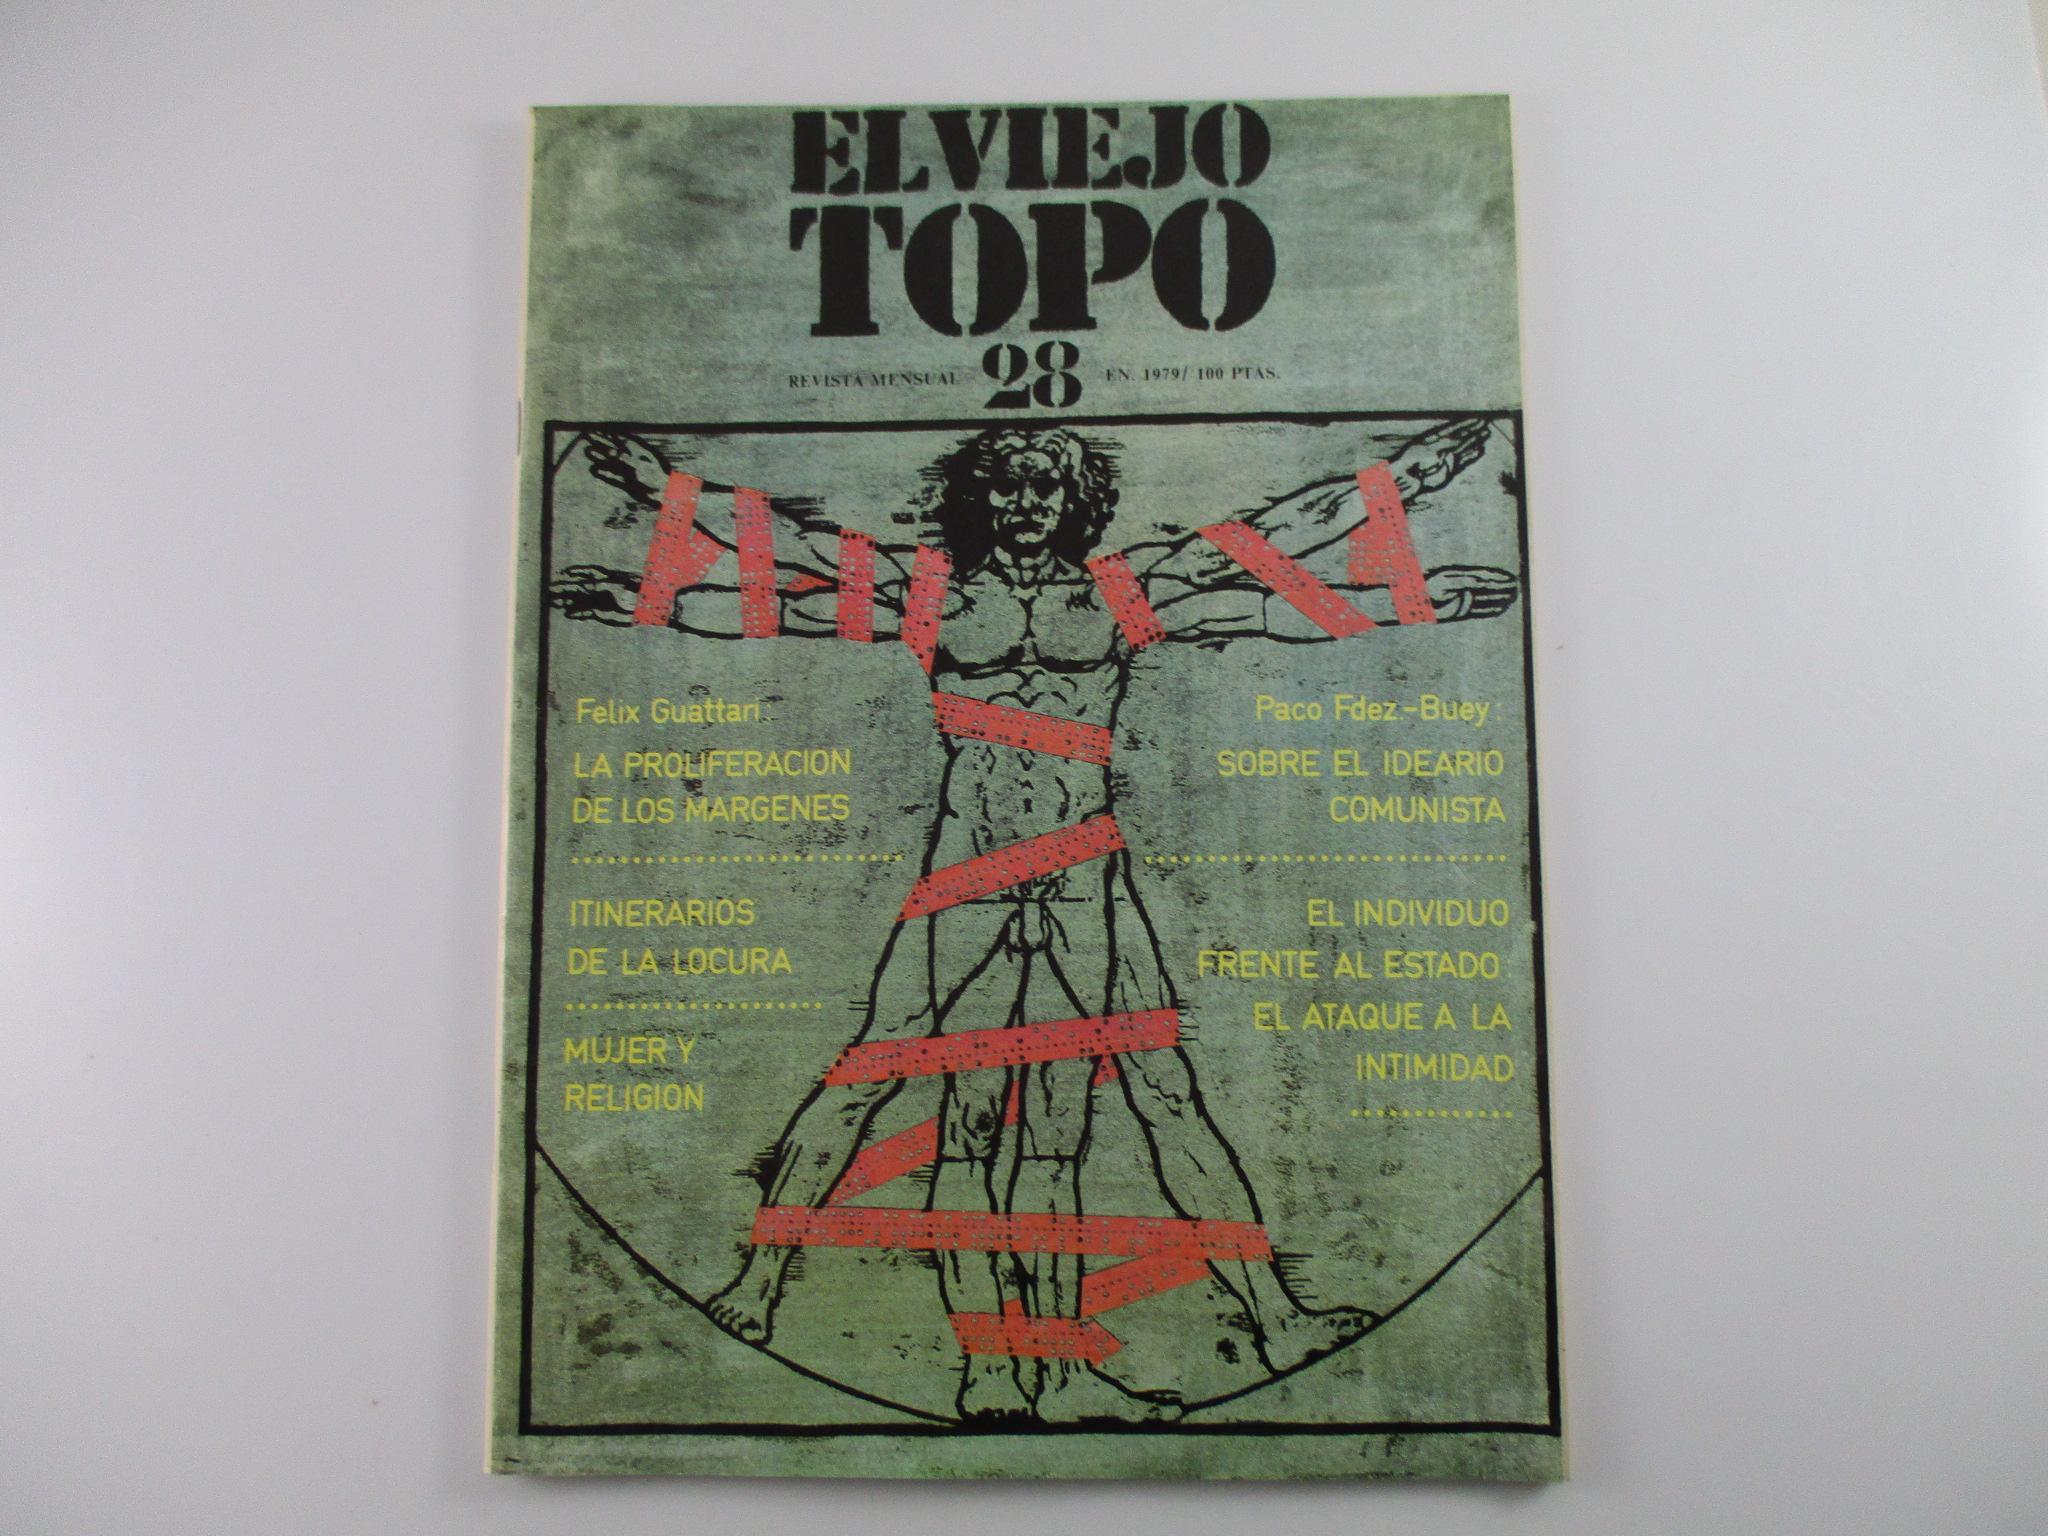 EL VIEJO
TOPO
REVISTA MENSUAL 28 EN. 1979/ 100 PTAS.
Felix Guattari:
LA PROLIFERACION
DE LOS MARGENES
ITINERARIOS
DE LA LOCURA
MUJER Y
RELIGION
Paco Fdez.-Buey:
SOBRE EL IDEARIO
COMUNISTA
EL INDIVIDUO
FRENTE AL ESTADO:
EL ATAQUE A LA
INTIMIDAD